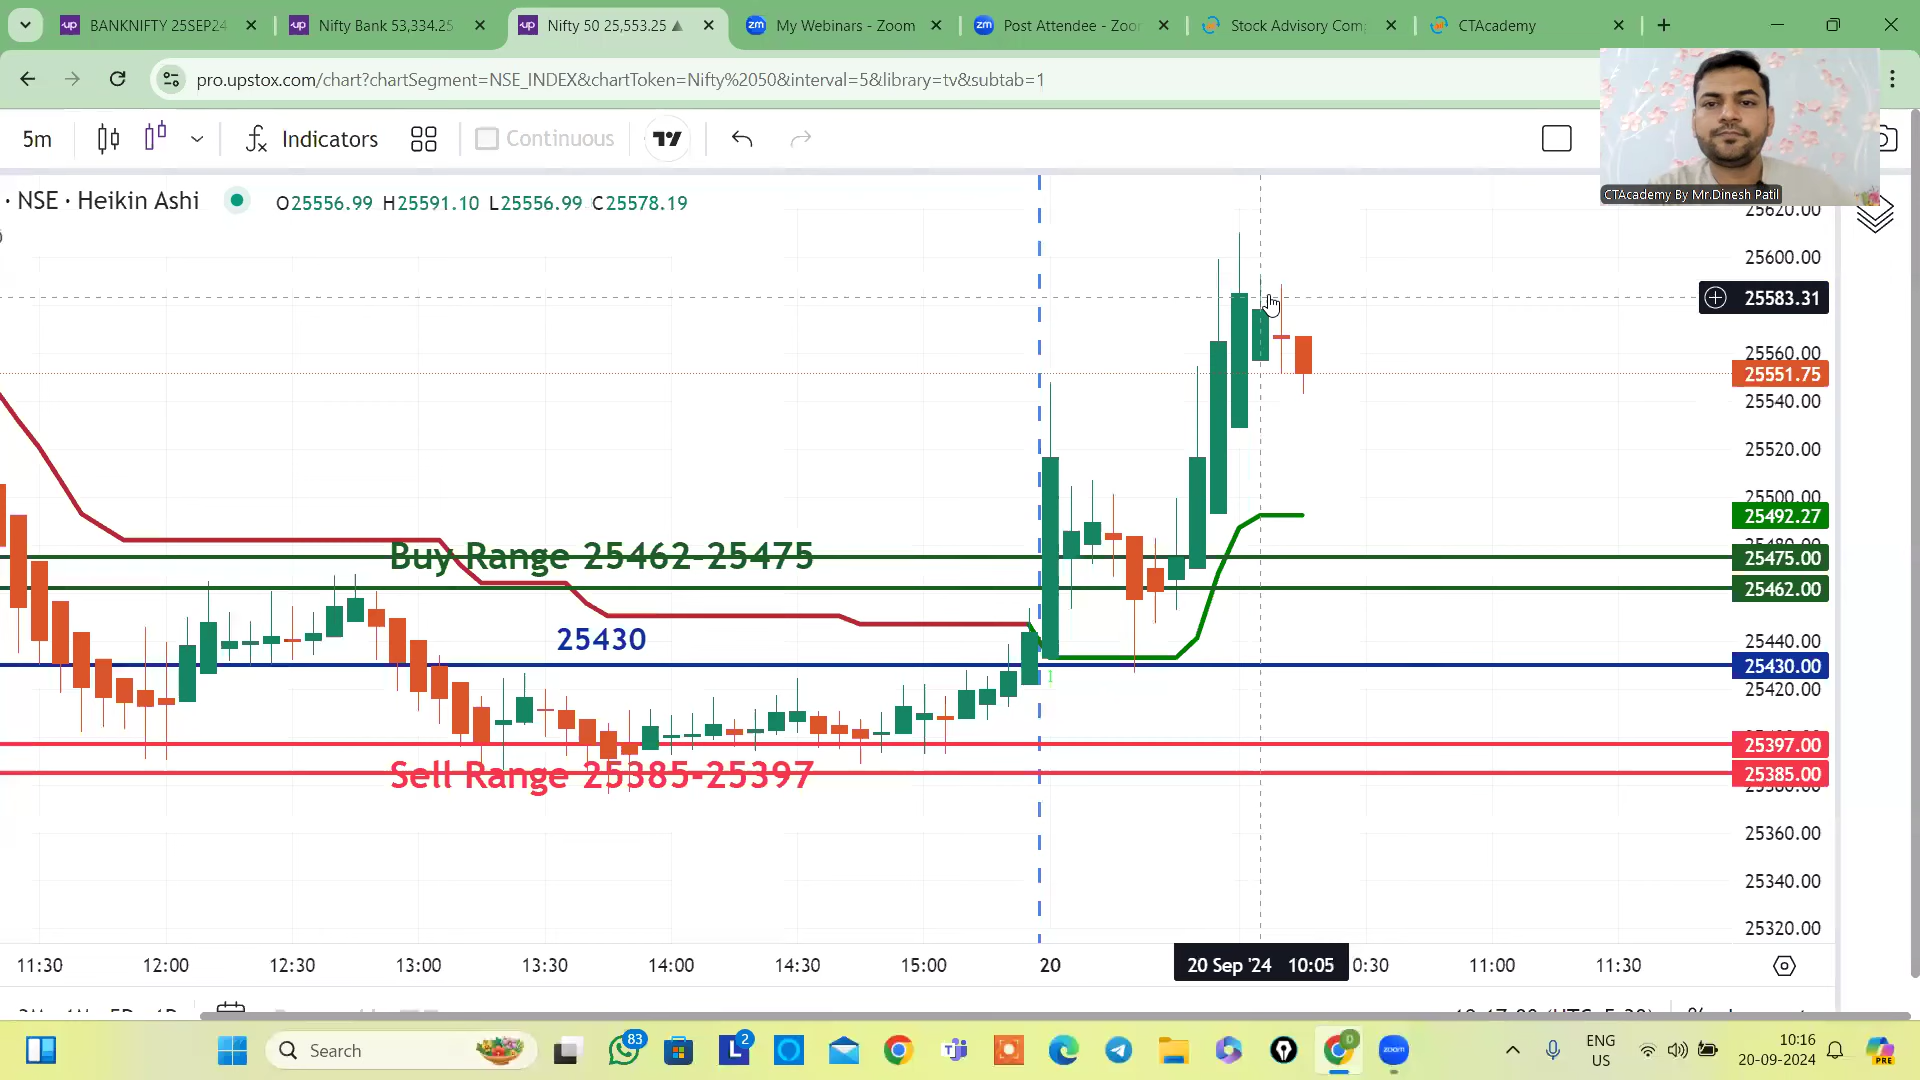 BANKNIFTY 25SEP24
Nifty Bank 53,334.25
Nifty 50 25,553.25 ▲
My Webinars - Zoom
Post Attendee - Zoom
Stock Advisory Com
CTAcademy
pro.upstox.com/chart?chartSegment=NSE_INDEX&chartToken=Nifty%2050&interval=5&library=tv&subtab=1
5m
Indicators
Continuous
CTAcademy By Mr.Dinesh Patil
· NSE · Heikin Ashi
O25556.99 H25591.10 L25556.99 C25578.19
25620.00
25600.00
25583.31
25560.00
25551.75
25540.00
25520.00
25500.00
25492.27
Buy Range 25462-25475
25475.00
25462.00
25430
25440.00
25430.00
25420.00
25397.00
Sell Range 25385-25397
25385.00
25380.00
25360.00
25340.00
25320.00
11:30
12:00
12:30
13:00
13:30
14:00
14:30
15:00
20
20 Sep '24 10:05
0:30
11:00
11:30
Search
83
2
zoom
ENG
US
10:16
20-09-2024
PRE